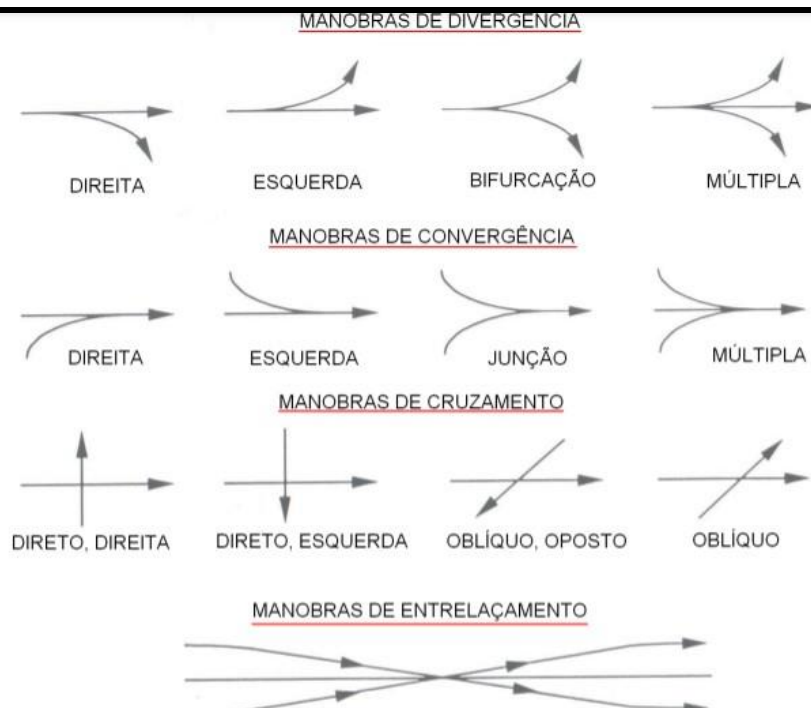 MANOBRAS DE DIVERGÊNCIA
DIREITA
ESQUERDA
BIFURCAÇÃO
MÚLTIPLA
MANOBRAS DE CONVERGÊNCIA
DIREITA
ESQUERDA
JUNÇÃO
MÚLTIPLA
MANOBRAS DE CRUZAMENTO
DIRETO, DIREITA
DIRETO, ESQUERDA
OBLÍQUO, OPOSTO
OBLÍQUO
MANOBRAS DE ENTRELAÇAMENTO